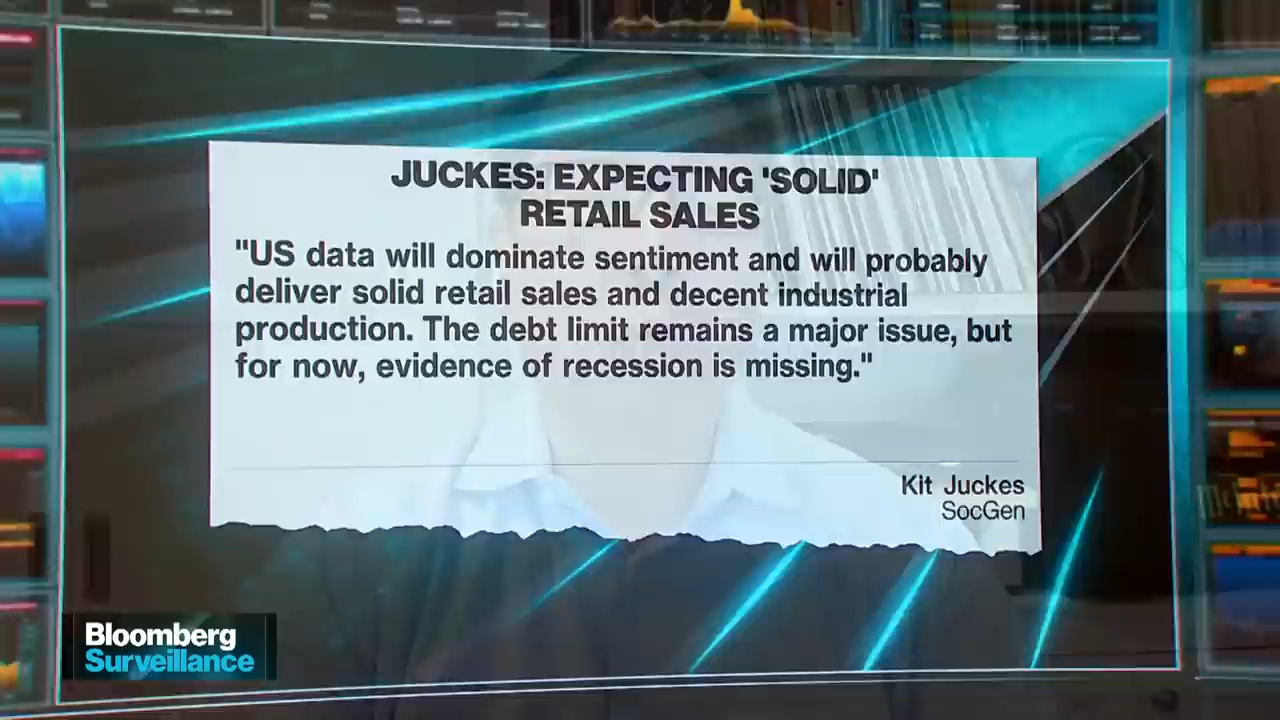 JUCKES: EXPECTING 'SOLID'
RETAIL SALES
"US data will dominate sentiment and will probably
deliver solid retail sales and decent industrial
production. The debt limit remains a major issue, but
for now, evidence of recession is missing."
Kit Juckes
SocGen
Bloomberg
Surveillance